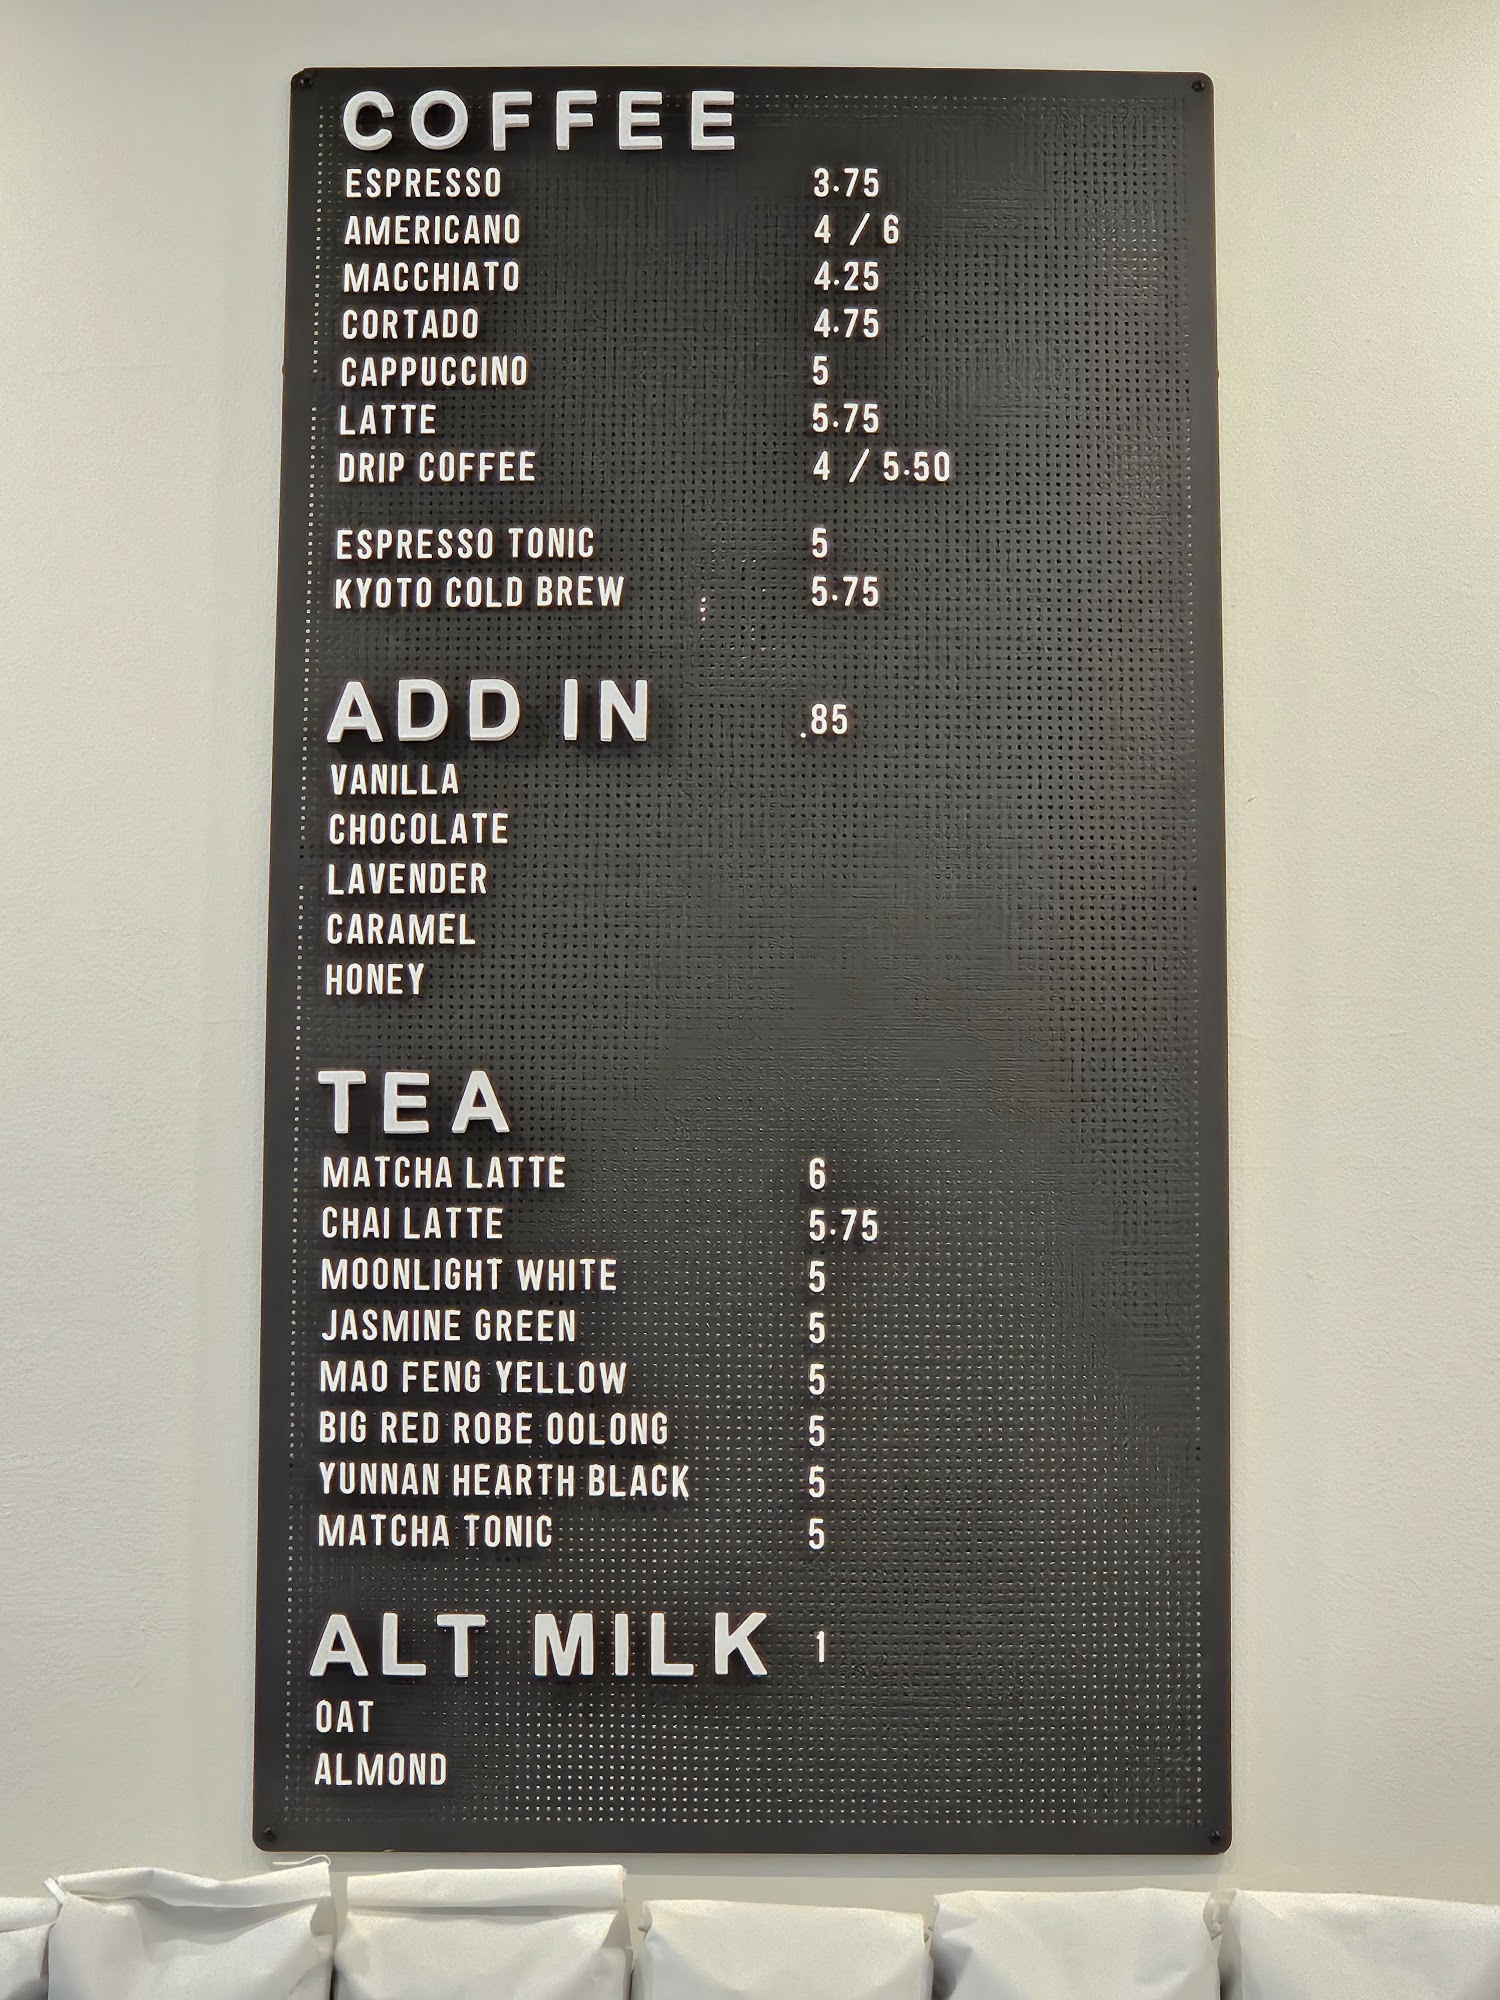 COFFEE
ESPRESSO 3.75
AMERICANO 4 / 6
MACCHIATO 4.25
CORTADO 4.75
CAPPUCCINO 5
LATTE 5.75
DRIP COFFEE 4 / 5.50
ESPRESSO TONIC 5
KYOTO COLD BREW 5.75
ADD IN .85
VANILLA
CHOCOLATE
LAVENDER
CARAMEL
HONEY
TEA
MATCHA LATTE 6
CHAI LATTE 5.75
MOONLIGHT WHITE 5
JASMINE GREEN 5
MAO FENG YELLOW 5
BIG RED ROBE OOLONG 5
YUNNAN HEARTH BLACK 5
MATCHA TONIC 5
ALT MILK 1
OAT
ALMOND